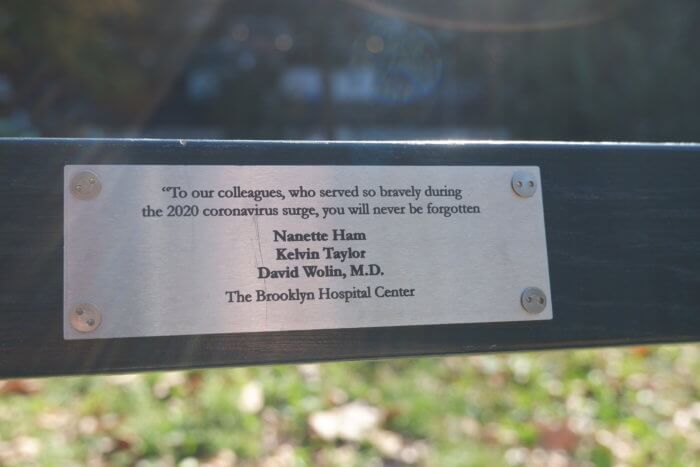 “To our colleagues, who served so bravely during
the 2020 coronavirus surge, you will never be forgotten
Nanette Ham
Kelvin Taylor
David Wolin, M.D.
The Brooklyn Hospital Center